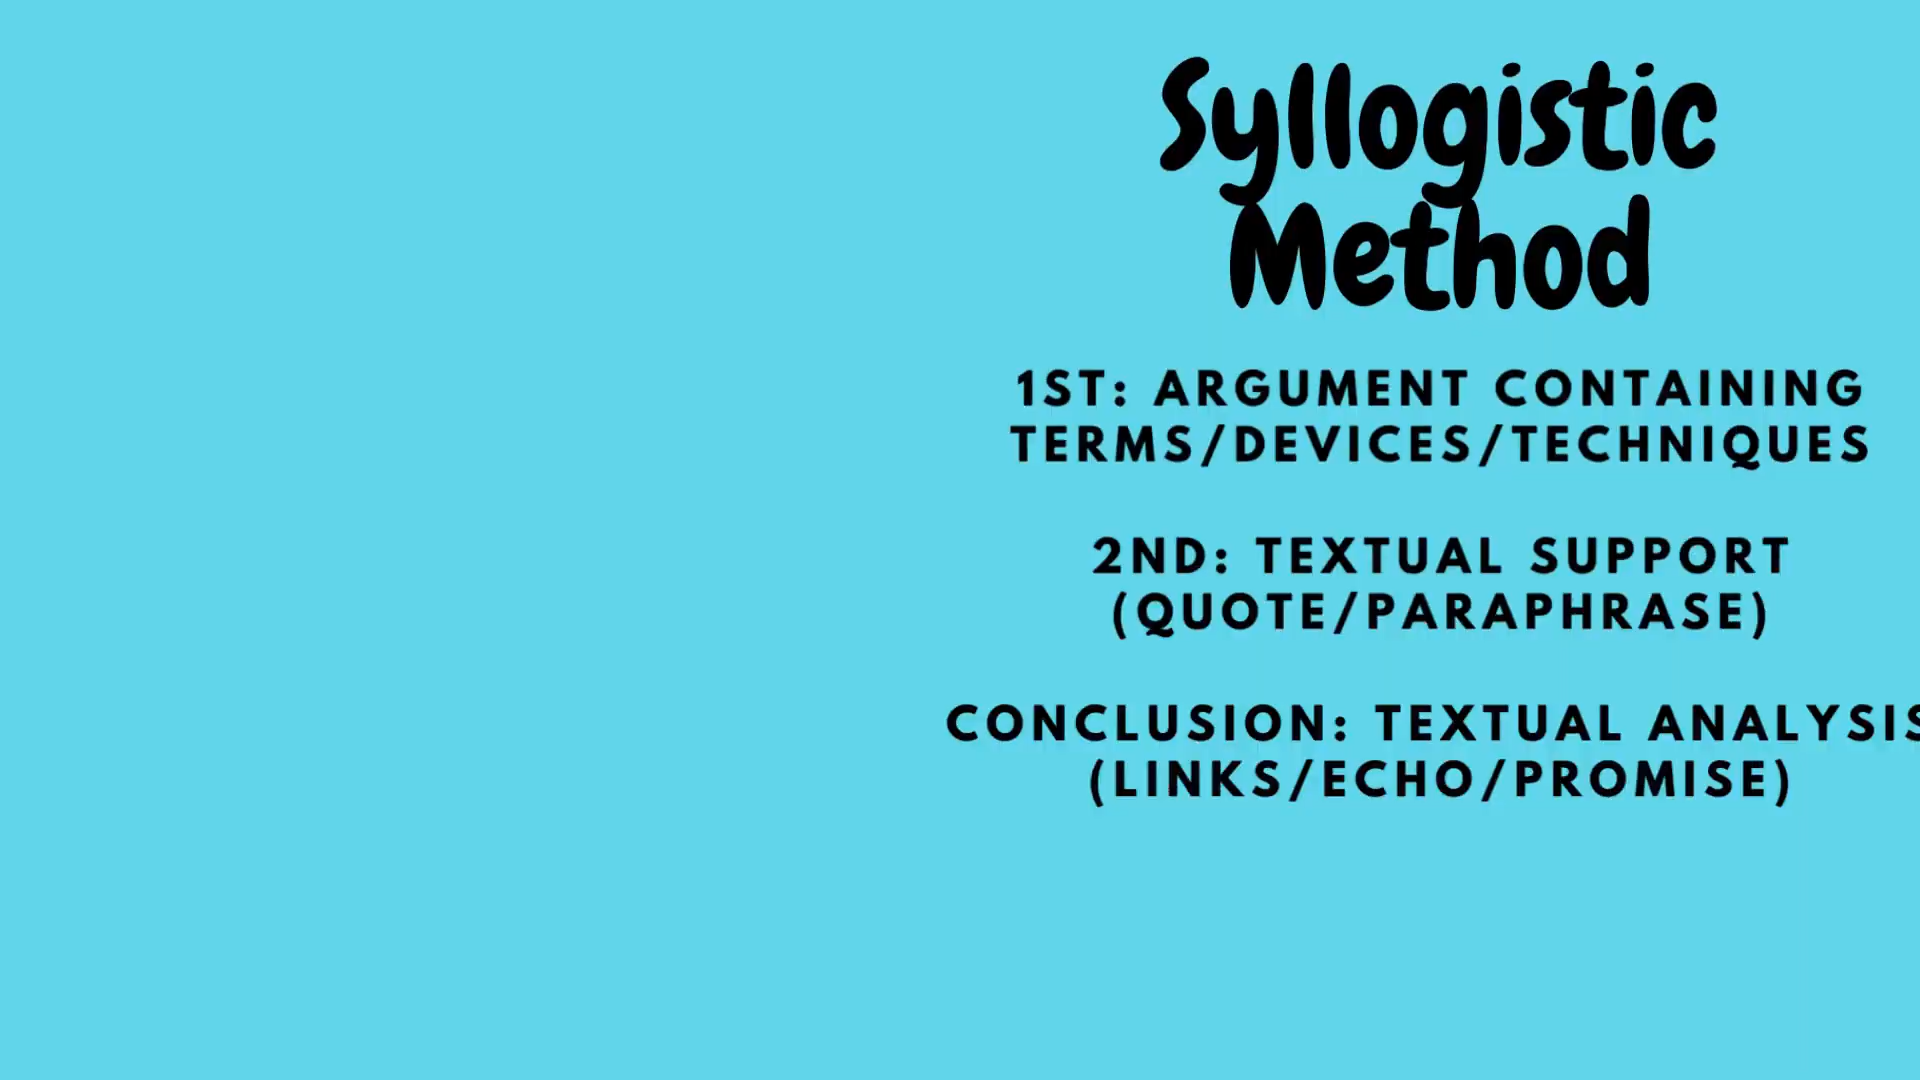 Syllogistic
Method
1ST: ARGUMENT CONTAINING
TERMS/DEVICES/TECHNIQUES
2ND: TEXTUAL SUPPORT
(QUOTE/PARAPHRASE)
CONCLUSION: TEXTUAL ANALYSIS
(LINKS/ECHO/PROMISE)